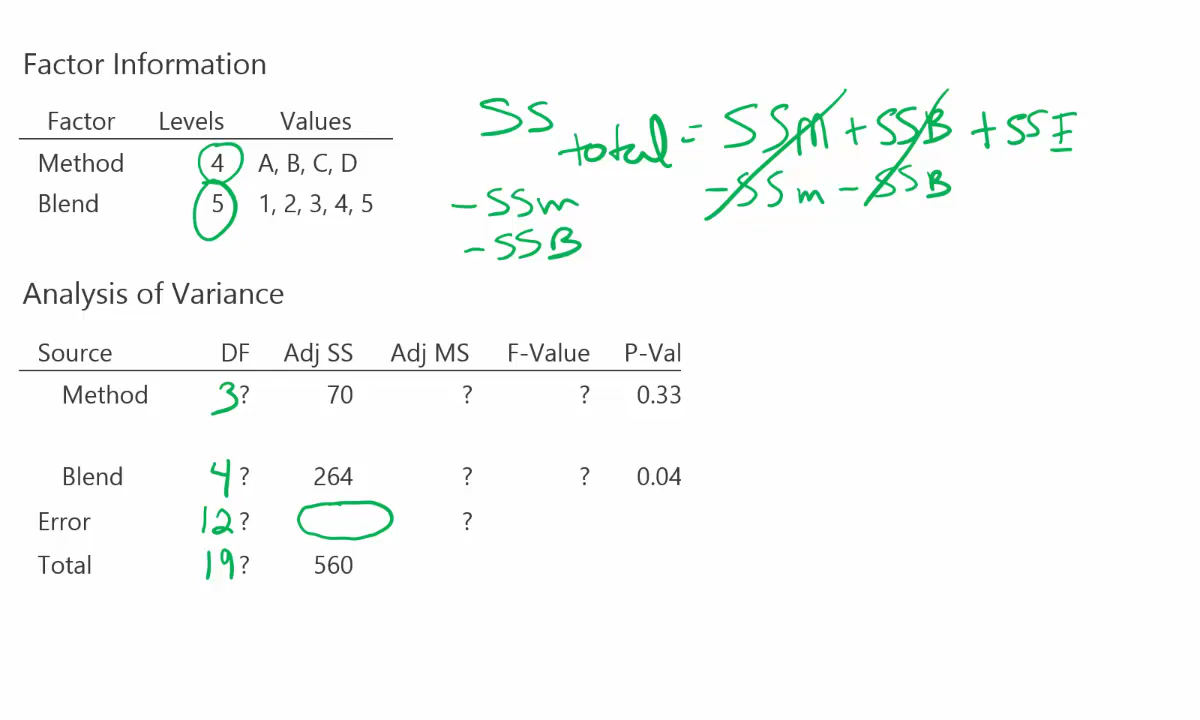 Factor Information
Factor Levels Values
Method 4 A, B, C, D
Blend 5 1, 2, 3, 4, 5
SS total = SSm + SSB + SSE
-SSm -SSB
-SSm
-SSB
Analysis of Variance
Source DF Adj SS Adj MS F-Value P-Val
Method 3? 70 ? ? 0.33
Blend 4? 264 ? ? 0.04
Error 12? ?
Total 19? 560